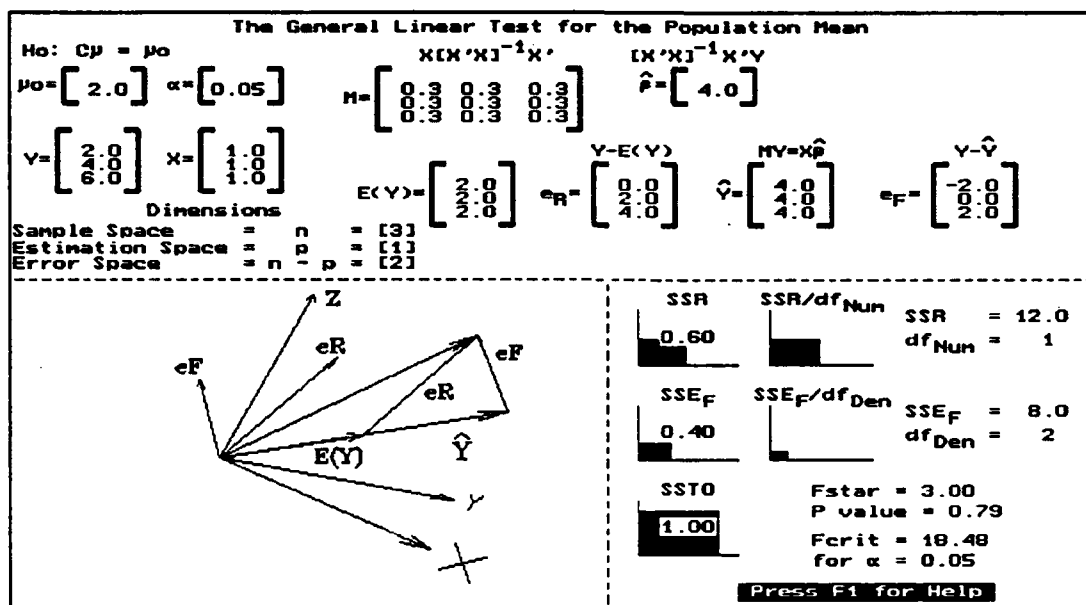 The General Linear Test for the Population Mean
Ho: Cμ = μo
X[X'X]⁻¹X' [X'X]⁻¹X'Y
μo=[ 2.0 ] α=[0.05] M=[ 0.3 0.3 0.3 β̂=[ 4.0 ]
0.3 0.3 0.3
0.3 0.3 0.3 ]
Y=[ 2.0 4.0 6.0 ] X=[ 1.0 1.0 1.0 ]
Y-E(Y) MY=Xβ̂ Y-Ŷ
E(Y)=[ 2.0 2.0 2.0 ] eR=[ 0.0 2.0 4.0 ] Ŷ=[ 4.0 4.0 4.0 ] eF=[ -2.0 0.0 2.0 ]
Dimensions
Sample Space = n = [3]
Estimation Space = p = [1]
Error Space = n - p = [2]
Z
eR
eF
eF
eR
E(Y)
Ŷ
Y
X
SSR SSR/dfNum
0.60
SSR = 12.0
dfNum = 1
SSEF SSEF/dfDen
0.40
SSEF = 8.0
dfDen = 2
SSTO
1.00
Fstar = 3.00
P value = 0.79
Fcrit = 18.48
for α = 0.05
Press F1 for Help